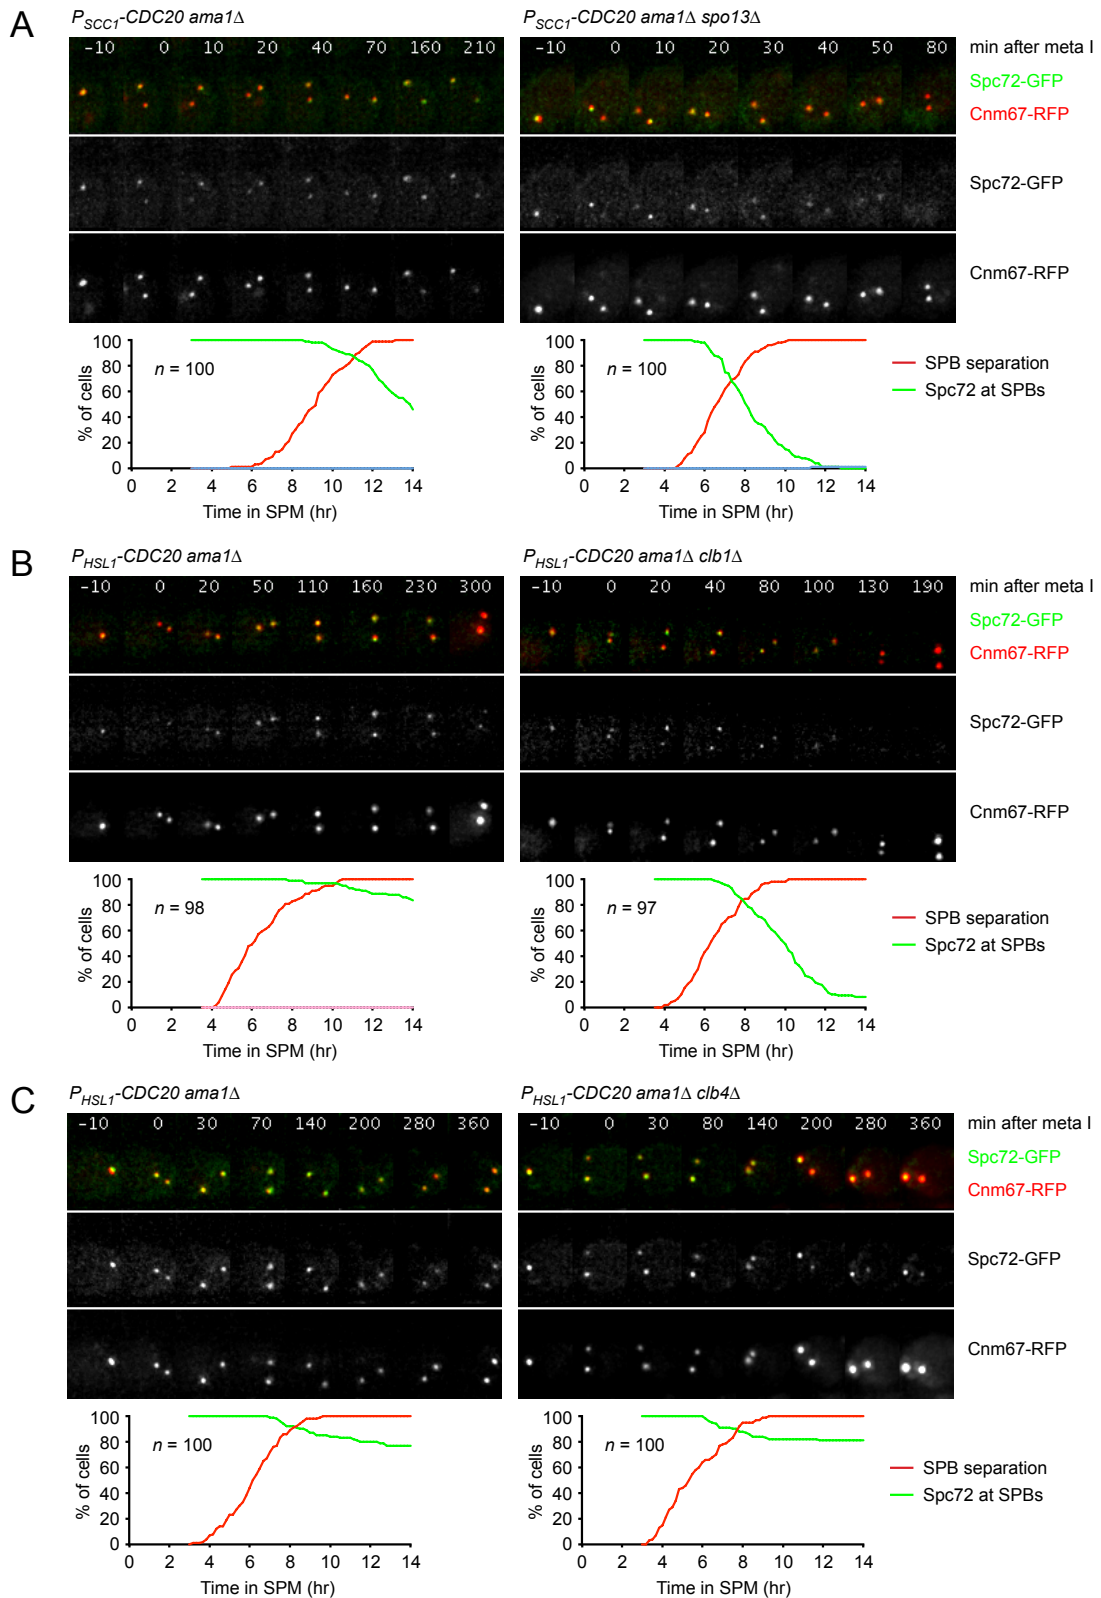 A
P_SCC1-CDC20 ama1Δ
P_SCC1-CDC20 ama1Δ spo13Δ
-10 0 10 20 40 70 160 210
-10 0 10 20 30 40 50 80
min after meta I
Spc72-GFP
Cnm67-RFP
Spc72-GFP
Cnm67-RFP
% of cells
100
80
60
40
20
0
n = 100
0 2 4 6 8 10 12 14
Time in SPM (hr)
% of cells
100
80
60
40
20
0
n = 100
0 2 4 6 8 10 12 14
Time in SPM (hr)
SPB separation
Spc72 at SPBs
B
P_HSL1-CDC20 ama1Δ
P_HSL1-CDC20 ama1Δ clb1Δ
-10 0 20 50 110 160 230 300
-10 0 20 40 80 100 130 190
min after meta I
Spc72-GFP
Cnm67-RFP
Spc72-GFP
Cnm67-RFP
% of cells
100
80
60
40
20
0
n = 98
0 2 4 6 8 10 12 14
Time in SPM (hr)
% of cells
100
80
60
40
20
0
n = 97
0 2 4 6 8 10 12 14
Time in SPM (hr)
SPB separation
Spc72 at SPBs
C
P_HSL1-CDC20 ama1Δ
P_HSL1-CDC20 ama1Δ clb4Δ
-10 0 30 70 140 200 280 360
-10 0 30 80 140 200 280 360
min after meta I
Spc72-GFP
Cnm67-RFP
Spc72-GFP
Cnm67-RFP
% of cells
100
80
60
40
20
0
n = 100
0 2 4 6 8 10 12 14
Time in SPM (hr)
% of cells
100
80
60
40
20
0
n = 100
0 2 4 6 8 10 12 14
Time in SPM (hr)
SPB separation
Spc72 at SPBs